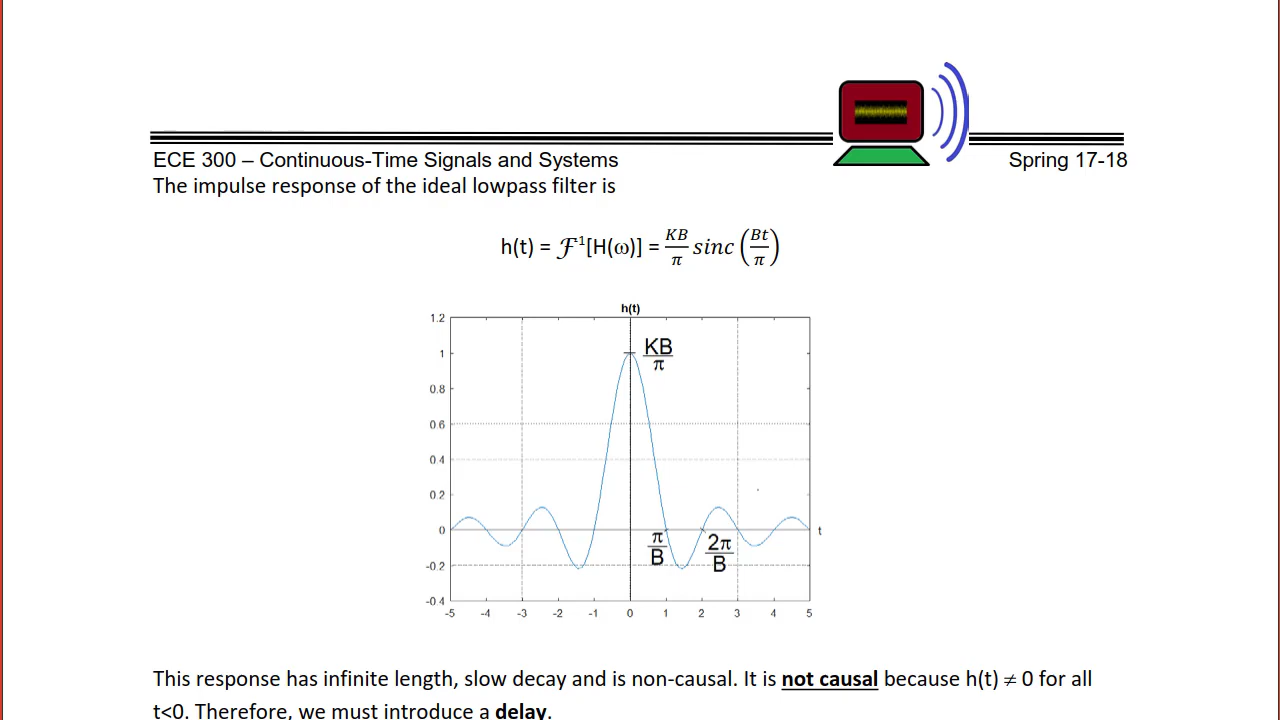 ECE 300 – Continuous-Time Signals and Systems Spring 17-18
The impulse response of the ideal lowpass filter is
h(t) = ℱ¹[H(ω)] = KB/π sinc (Bt/π)
h(t)
1.2
1
0.8
0.6
0.4
0.2
0
-0.2
-0.4
KB/π
π/B
2π/B
t
-5 -4 -3 -2 -1 0 1 2 3 4 5
This response has infinite length, slow decay and is non-causal. It is not causal because h(t) ≠ 0 for all
t<0. Therefore, we must introduce a delay.